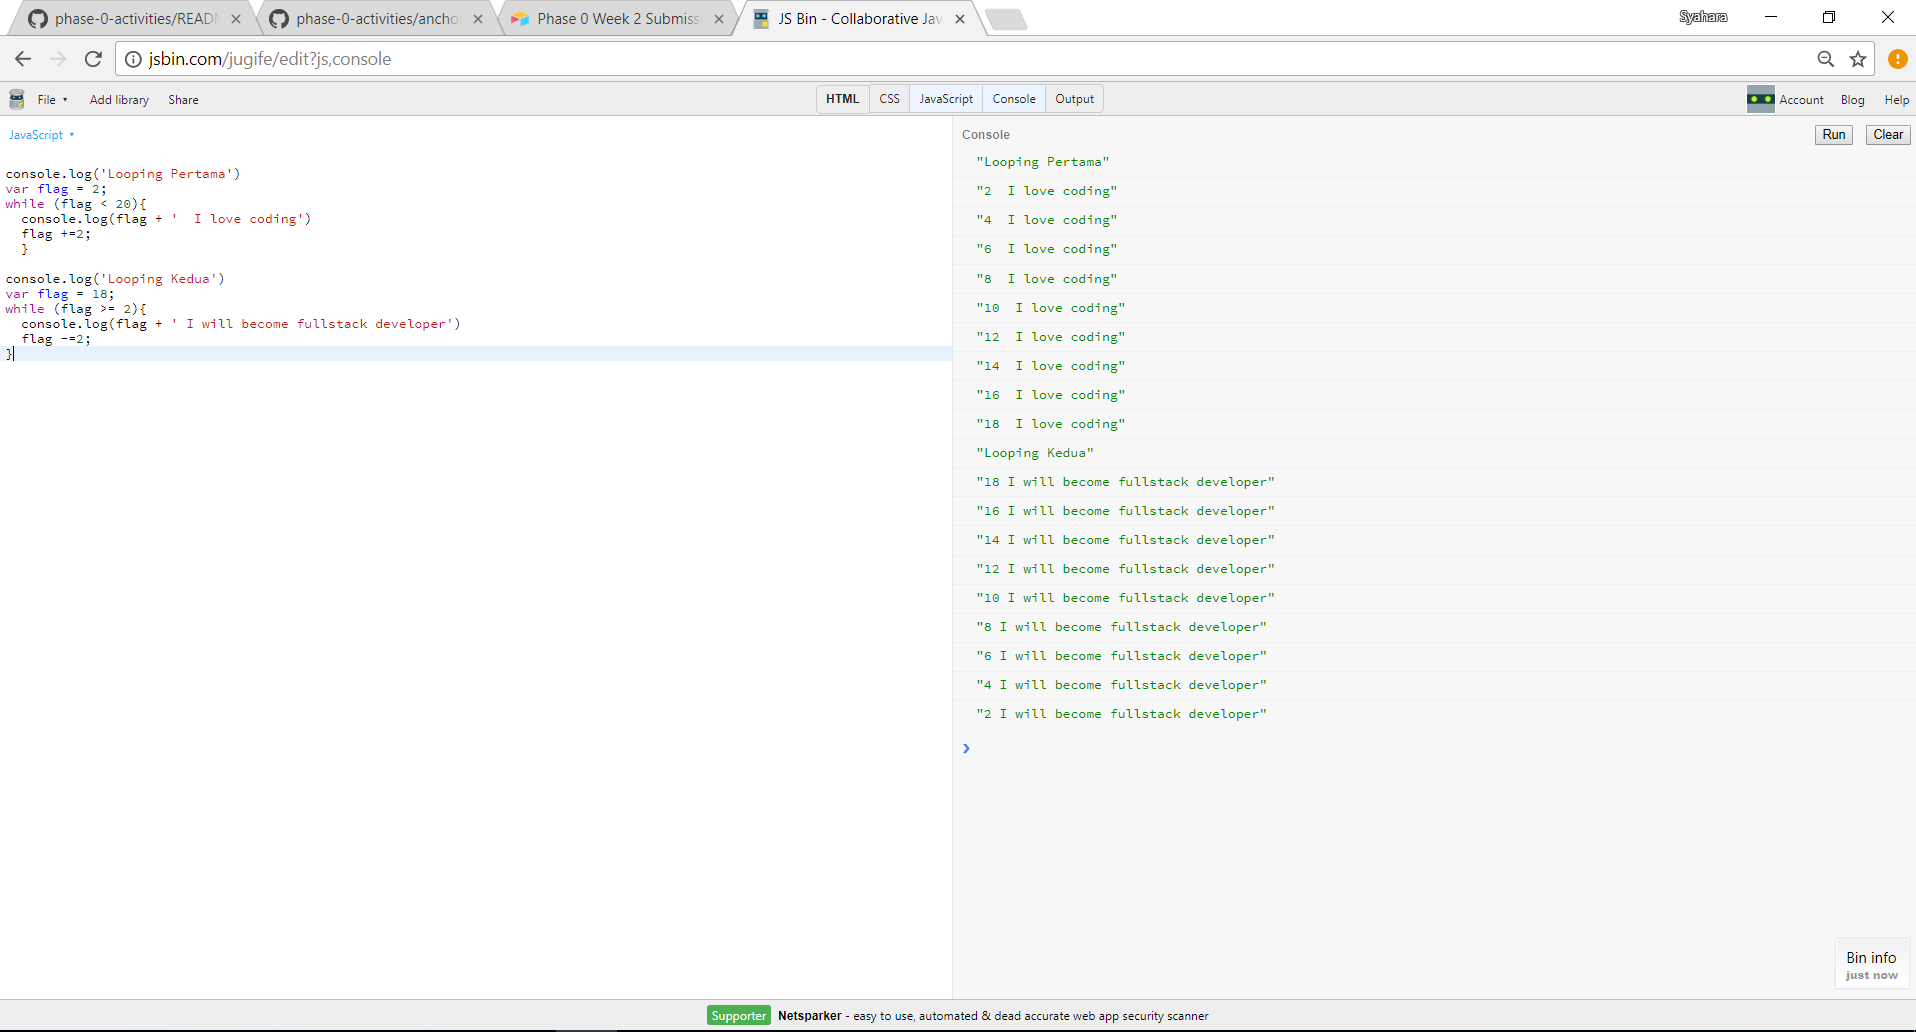 phase-0-activities/READM
phase-0-activities/ancho
Phase 0 Week 2 Submiss
JS Bin - Collaborative Jav
Syahara
jsbin.com/jugife/edit?js,console
File
Add library
Share
HTML
CSS
JavaScript
Console
Output
Account
Blog
Help
JavaScript
console.log('Looping Pertama')
var flag = 2;
while (flag < 20){
  console.log(flag + '  I love coding')
  flag +=2;
  }
console.log('Looping Kedua')
var flag = 18;
while (flag >= 2){
  console.log(flag + ' I will become fullstack developer')
  flag -=2;
}
Console
Run
Clear
"Looping Pertama"
"2  I love coding"
"4  I love coding"
"6  I love coding"
"8  I love coding"
"10  I love coding"
"12  I love coding"
"14  I love coding"
"16  I love coding"
"18  I love coding"
"Looping Kedua"
"18 I will become fullstack developer"
"16 I will become fullstack developer"
"14 I will become fullstack developer"
"12 I will become fullstack developer"
"10 I will become fullstack developer"
"8 I will become fullstack developer"
"6 I will become fullstack developer"
"4 I will become fullstack developer"
"2 I will become fullstack developer"
Bin info
just now
Supporter Netsparker - easy to use, automated & dead accurate web app security scanner